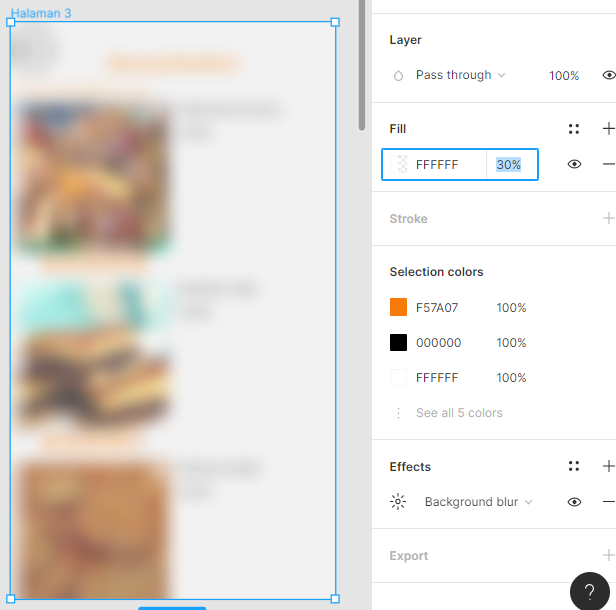 Halaman 3
Layer
Pass through 100%
Fill
FFFFFF 30%
Stroke
Selection colors
F57A07 100%
000000 100%
FFFFFF 100%
See all 5 colors
Effects
Background blur
Export
?